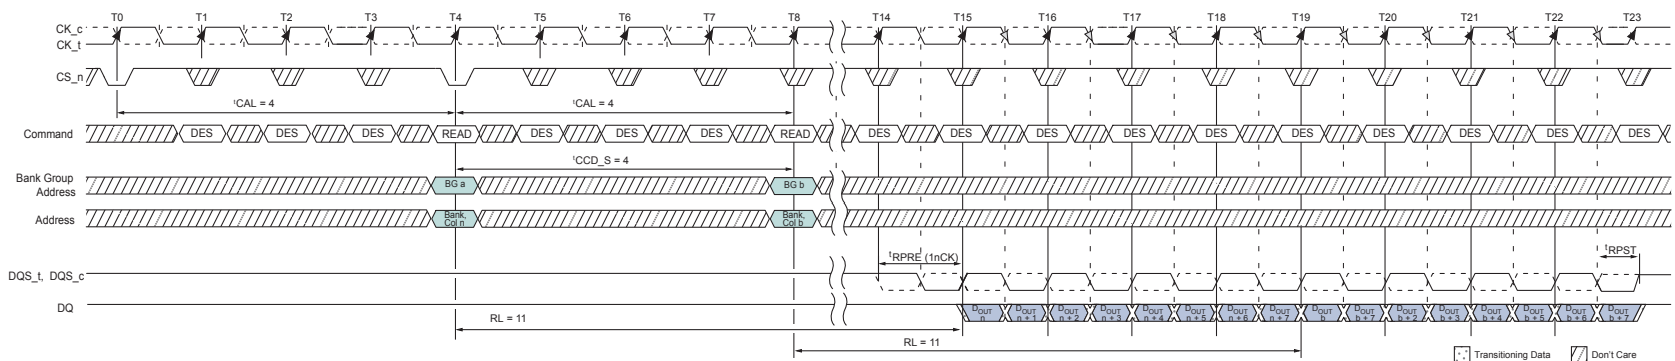 T0 T1 T2 T3 T4 T5 T6 T7 T8 T14 T15 T16 T17 T18 T19 T20 T21 T22 T23
CK_c
CK_t
CS_n
tCAL = 4 tCAL = 4
Command DES DES DES READ DES DES DES READ DES DES DES DES DES DES DES DES DES DES
tCCD_S = 4
Bank Group
Address BG a BG b
Address Bank, Col n Bank, Col b
tRPRE (1nCK) tRPST
DQS_t, DQS_c
DQ DOUT n DOUT n + 1 DOUT n + 2 DOUT n + 3 DOUT n + 4 DOUT n + 5 DOUT n + 6 DOUT n + 7 DOUT b DOUT b + 7 DOUT b + 2 DOUT b + 3 DOUT b + 4 DOUT b + 5 DOUT b + 6 DOUT b + 7
RL = 11
RL = 11
Transitioning Data Don't Care